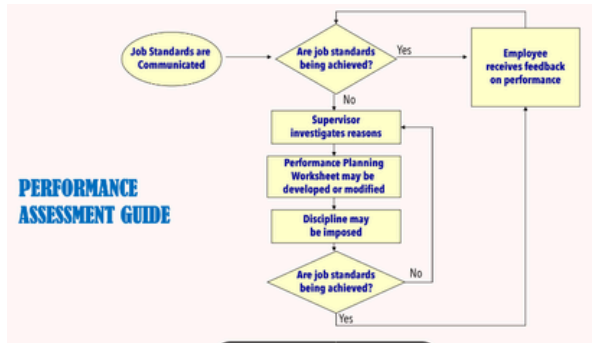 Job Standards are
Communicated
Are job standards
being achieved?
Yes
Employee
receives feedback
on performance
No
Supervisor
investigates reasons
Performance Planning
Worksheet may be
developed or modified
PERFORMANCE
ASSESSMENT GUIDE
Discipline may
be imposed
Are job standards
being achieved?
No
Yes